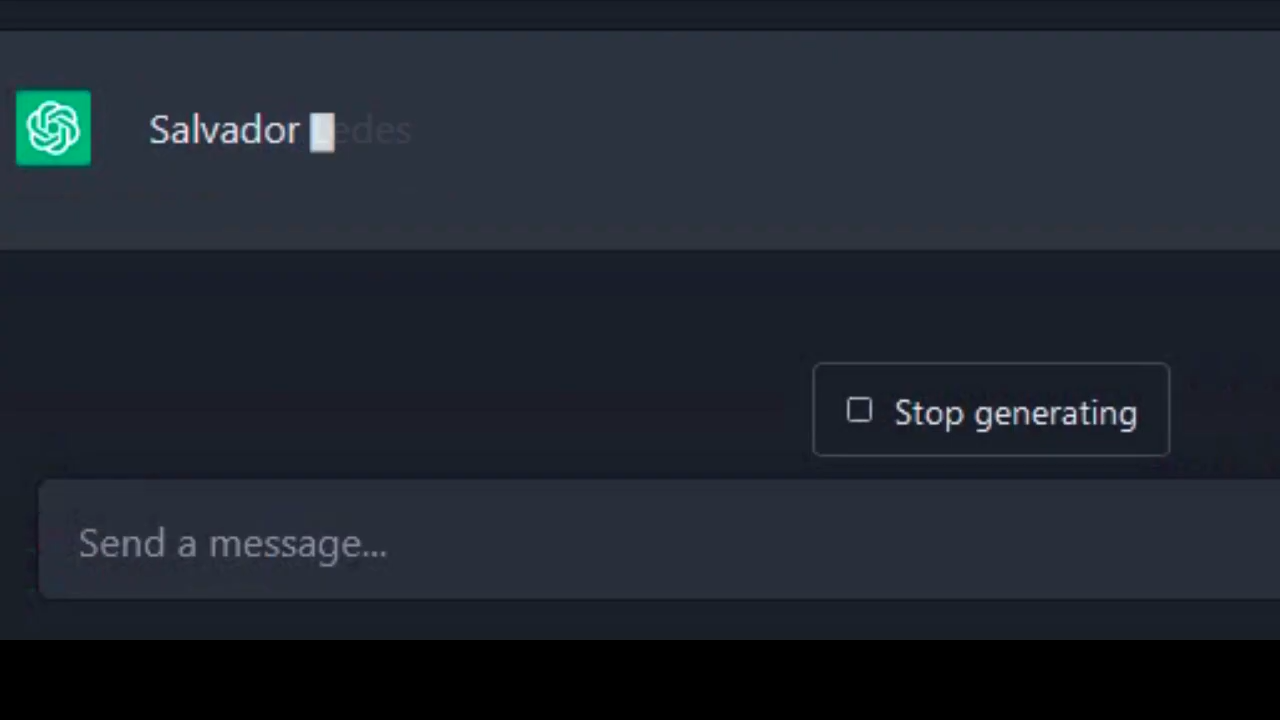 Salvador
Stop generating
Send a message...